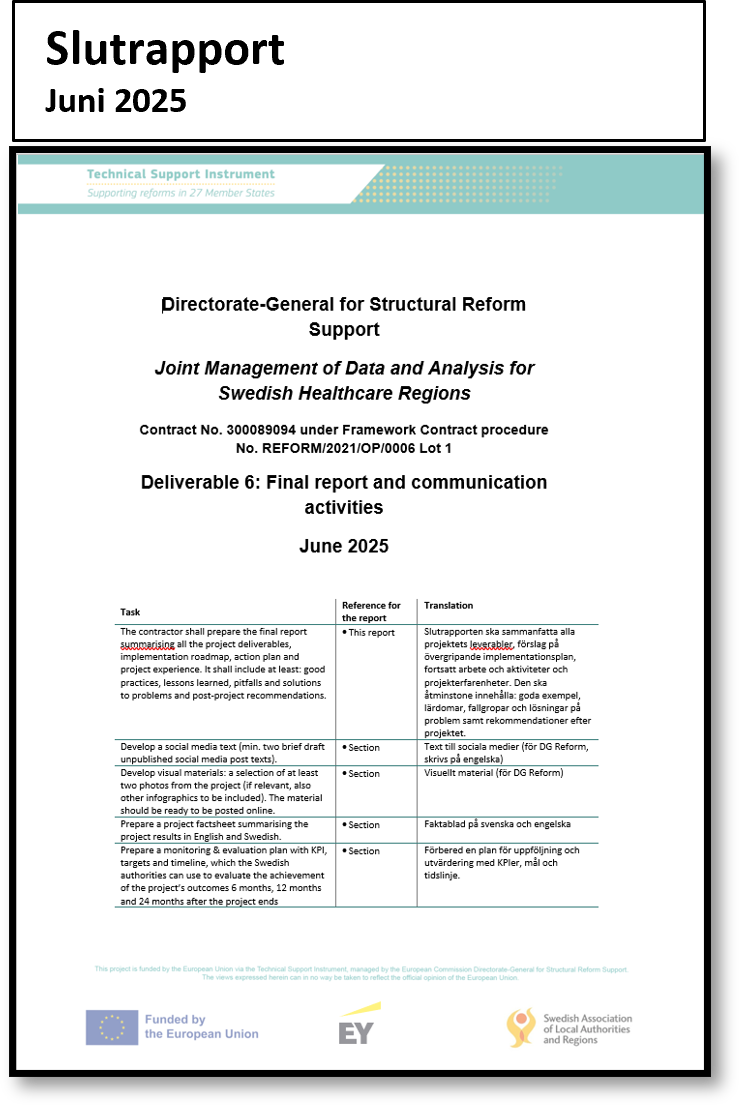 Slutrapport
Juni 2025
Technical Support Instrument
Supporting reforms in 27 Member States
Directorate-General for Structural Reform
Support
Joint Management of Data and Analysis for
Swedish Healthcare Regions
Contract No. 300089094 under Framework Contract procedure
No. REFORM/2021/OP/0006 Lot 1
Deliverable 6: Final report and communication
activities
June 2025
Task
Reference for
the report
Translation
The contractor shall prepare the final report
summarising all the project deliverables,
implementation roadmap, action plan and
project experience. It shall include at least: good
practices, lessons learned, pitfalls and solutions
to problems and post-project recommendations.
• This report
Slutrapporten ska sammanfatta alla
projektets leverabler, förslag på
övergripande implementationsplan,
fortsatt arbete och aktiviteter och
projekterfarenheter. Den ska
åtminstone innehålla: goda exempel,
lärdomar, fallgropar och lösningar på
problem samt rekommendationer efter
projektet.
Develop a social media text (min. two brief draft
unpublished social media post texts).
• Section
Text till sociala medier (för DG Reform,
skrivs på engelska)
Develop visual materials: a selection of at least
two photos from the project (if relevant, also
other infographics to be included). The material
should be ready to be posted online.
• Section
Visuellt material (för DG Reform)
Prepare a project factsheet summarising the
project results in English and Swedish.
• Section
Faktablad på svenska och engelska
Prepare a monitoring & evaluation plan with KPI,
targets and timeline, which the Swedish
authorities can use to evaluate the achievement
of the project's outcomes 6 months, 12 months
and 24 months after the project ends
• Section
Förbered en plan för uppföljning och
utvärdering med KPIer, mål och
tidslinje.
This project is funded by the European Union via the Technical Support Instrument, managed by the European Commission Directorate-General for Structural Reform Support.
The views expressed herein can in no way be taken to reflect the official opinion of the European Union.
Funded by
the European Union
EY
Swedish Association
of Local Authorities
and Regions